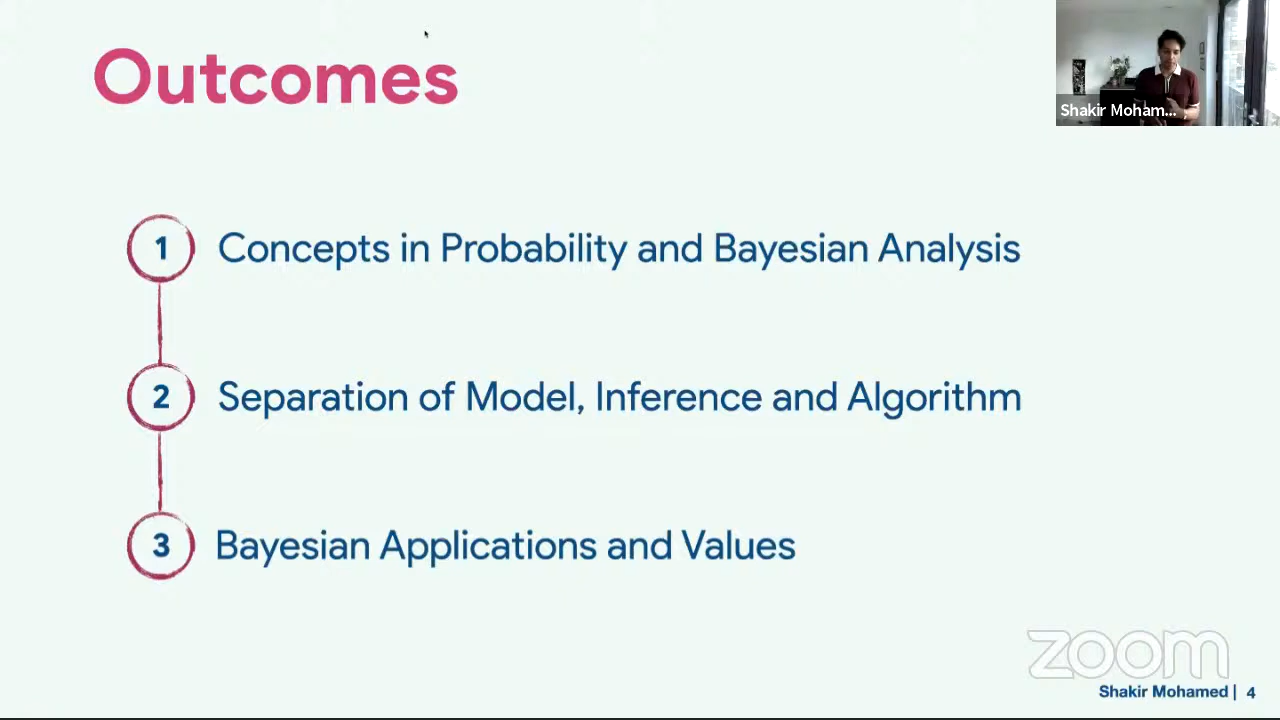 Outcomes
Shakir Moham...
1 Concepts in Probability and Bayesian Analysis
2 Separation of Model, Inference and Algorithm
3 Bayesian Applications and Values
zoom
Shakir Mohamed | 4